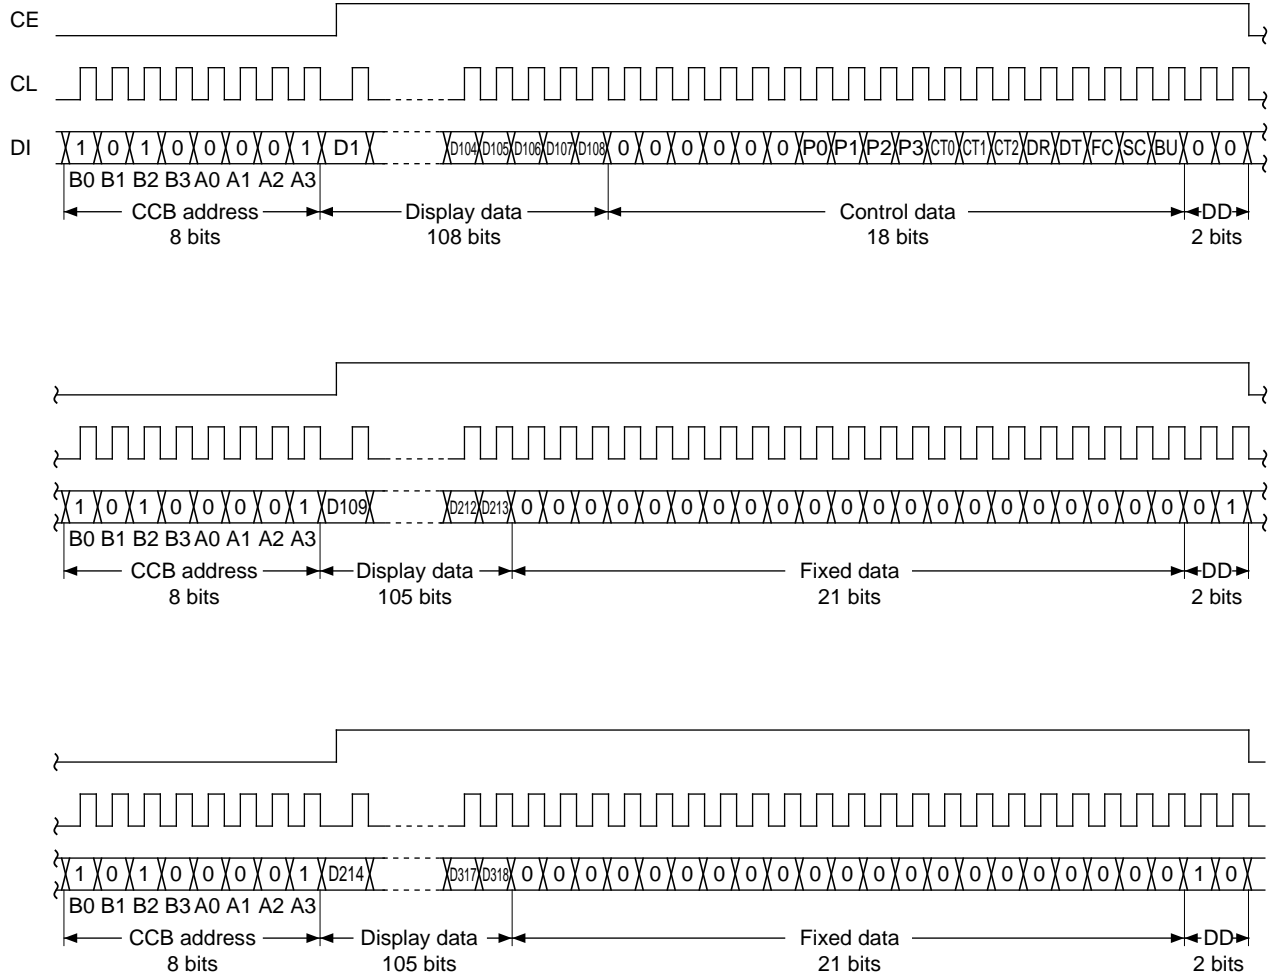 CE
CL
DI 1 0 1 0 0 0 0 1 D1 D104 D105 D106 D107 D108 0 0 0 0 0 0 P0 P1 P2 P3 CT0 CT1 CT2 DR DT FC SC BU 0 0
B0 B1 B2 B3 A0 A1 A2 A3
CCB address Display data Control data DD
8 bits 108 bits 18 bits 2 bits
1 0 1 0 0 0 0 1 D109 D212 D213 0 0 0 0 0 0 0 0 0 0 0 0 0 0 0 0 0 0 0 0 0 0 1
B0 B1 B2 B3 A0 A1 A2 A3
CCB address Display data Fixed data DD
8 bits 105 bits 21 bits 2 bits
1 0 1 0 0 0 0 1 D214 D317 D318 0 0 0 0 0 0 0 0 0 0 0 0 0 0 0 0 0 0 0 0 0 1 0
B0 B1 B2 B3 A0 A1 A2 A3
CCB address Display data Fixed data DD
8 bits 105 bits 21 bits 2 bits